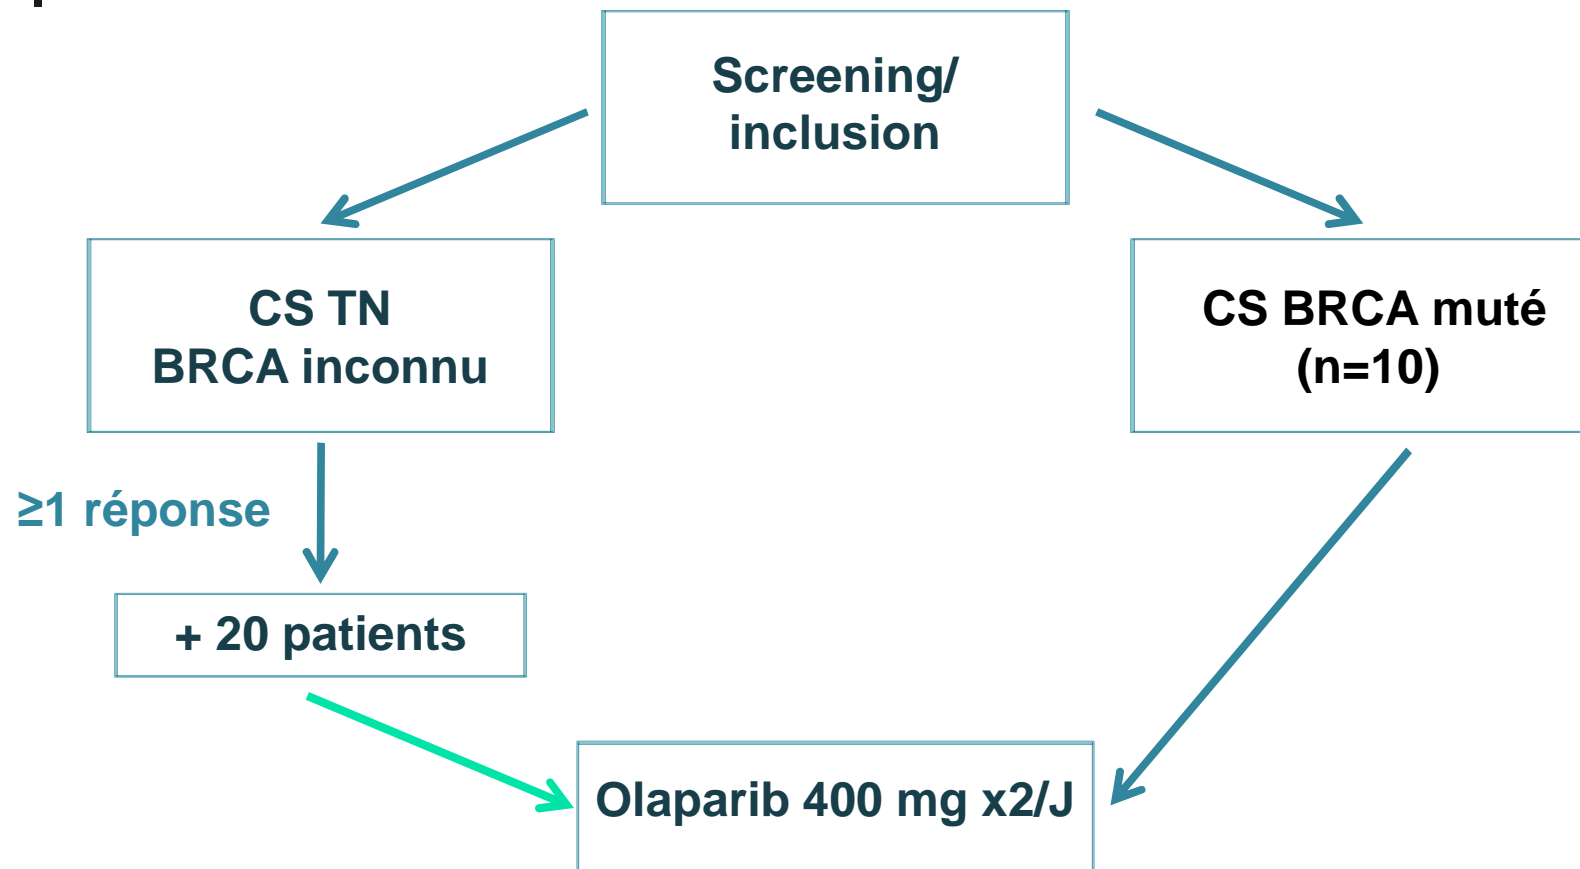 Screening/
inclusion
CS TN
BRCA inconnu
CS BRCA muté
(n=10)
≥1 réponse
+ 20 patients
Olaparib 400 mg x2/J